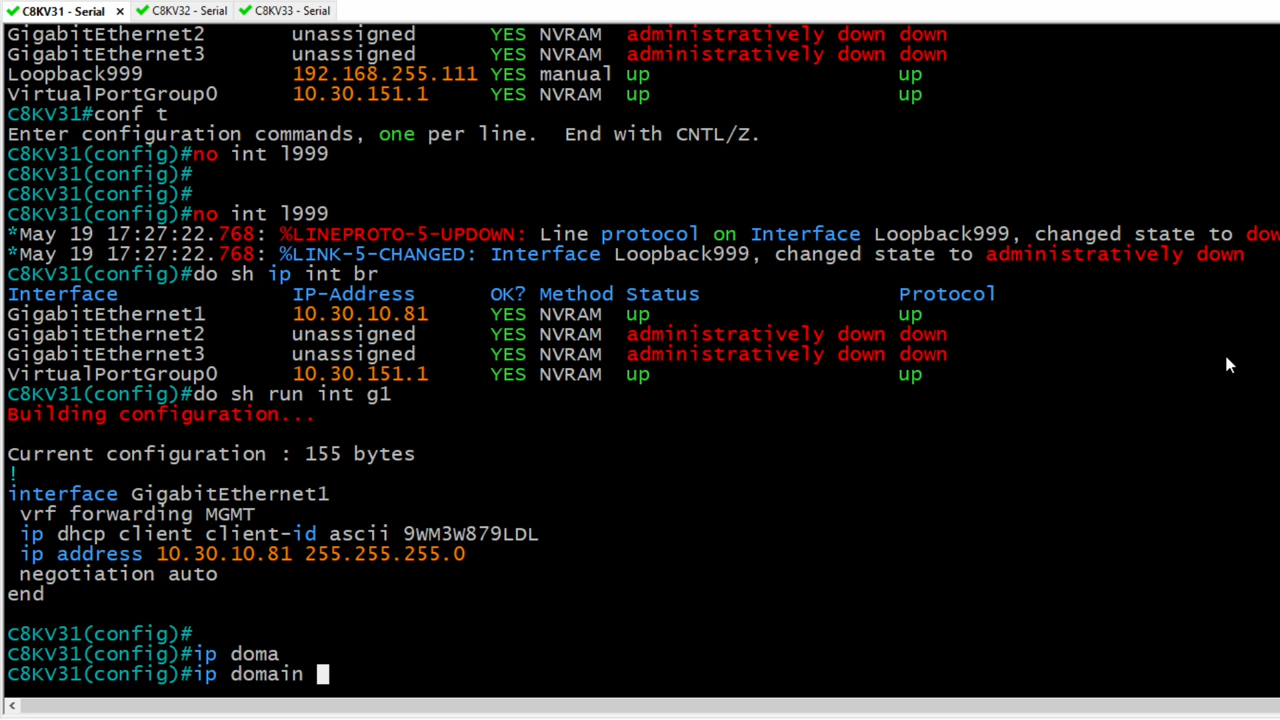 C8KV31 - Serial × C8KV32 - Serial C8KV33 - Serial
GigabitEthernet2 unassigned YES NVRAM administratively down down
GigabitEthernet3 unassigned YES NVRAM administratively down down
Loopback999 192.168.255.111 YES manual up up
VirtualPortGroup0 10.30.151.1 YES NVRAM up up
C8KV31#conf t
Enter configuration commands, one per line. End with CNTL/Z.
C8KV31(config)#no int l999
C8KV31(config)#
C8KV31(config)#
C8KV31(config)#no int l999
*May 19 17:27:22.768: %LINEPROTO-5-UPDOWN: Line protocol on Interface Loopback999, changed state to dow
*May 19 17:27:22.768: %LINK-5-CHANGED: Interface Loopback999, changed state to administratively down
C8KV31(config)#do sh ip int br
Interface IP-Address OK? Method Status Protocol
GigabitEthernet1 10.30.10.81 YES NVRAM up up
GigabitEthernet2 unassigned YES NVRAM administratively down down
GigabitEthernet3 unassigned YES NVRAM administratively down down
VirtualPortGroup0 10.30.151.1 YES NVRAM up up
C8KV31(config)#do sh run int g1
Building configuration...
Current configuration : 155 bytes
!
interface GigabitEthernet1
vrf forwarding MGMT
ip dhcp client client-id ascii 9WM3W879LDL
ip address 10.30.10.81 255.255.255.0
negotiation auto
end
C8KV31(config)#
C8KV31(config)#ip doma
C8KV31(config)#ip domain